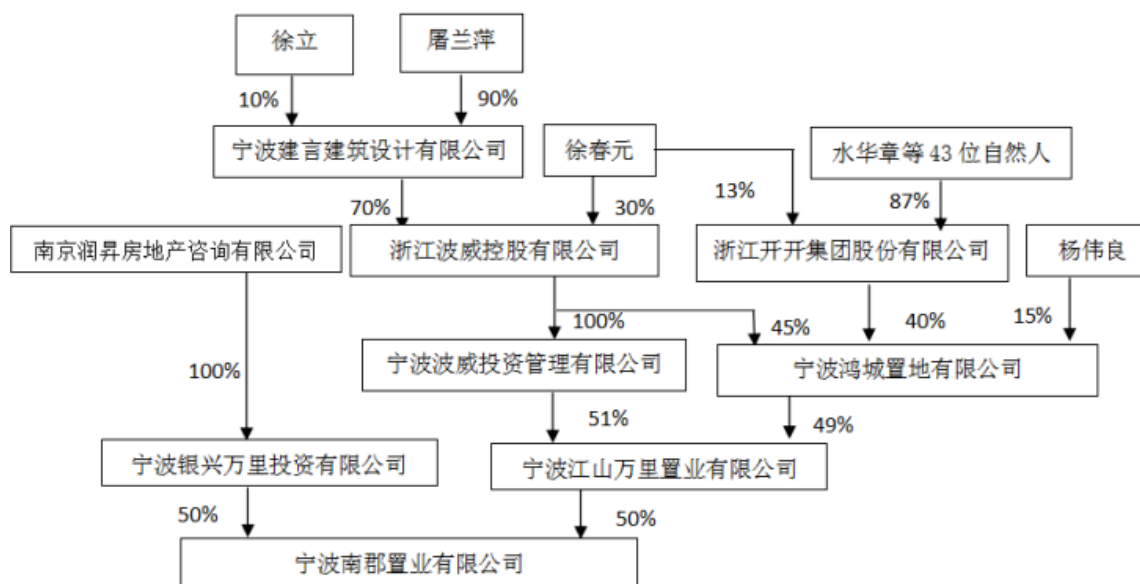 徐立
屠兰萍
10%
90%
宁波建言建筑设计有限公司
徐春元
水华章等 43 位自然人
70%
30%
13%
87%
南京润昇房地产咨询有限公司
浙江波威控股有限公司
浙江开开集团股份有限公司
杨伟良
100%
45%
40%
15%
宁波波威投资管理有限公司
宁波鸿城置地有限公司
100%
51%
49%
宁波银兴万里投资有限公司
宁波江山万里置业有限公司
50%
50%
宁波南郡置业有限公司